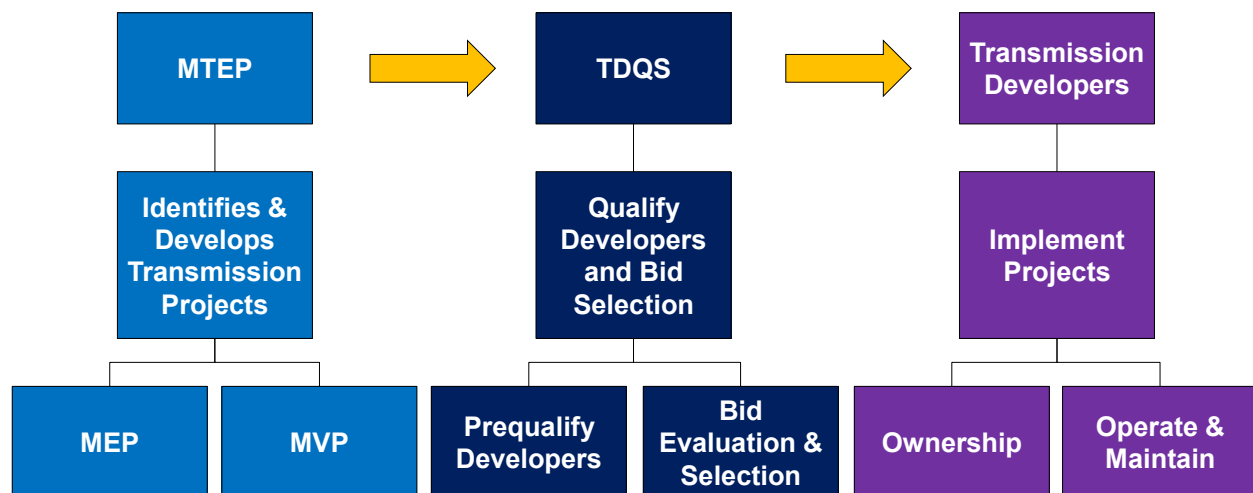 MTEP
TDQS
Transmission
Developers
Identifies &
Develops
Transmission
Projects
Qualify
Developers
and Bid
Selection
Implement
Projects
MEP
MVP
Prequalify
Developers
Bid
Evaluation &
Selection
Ownership
Operate &
Maintain